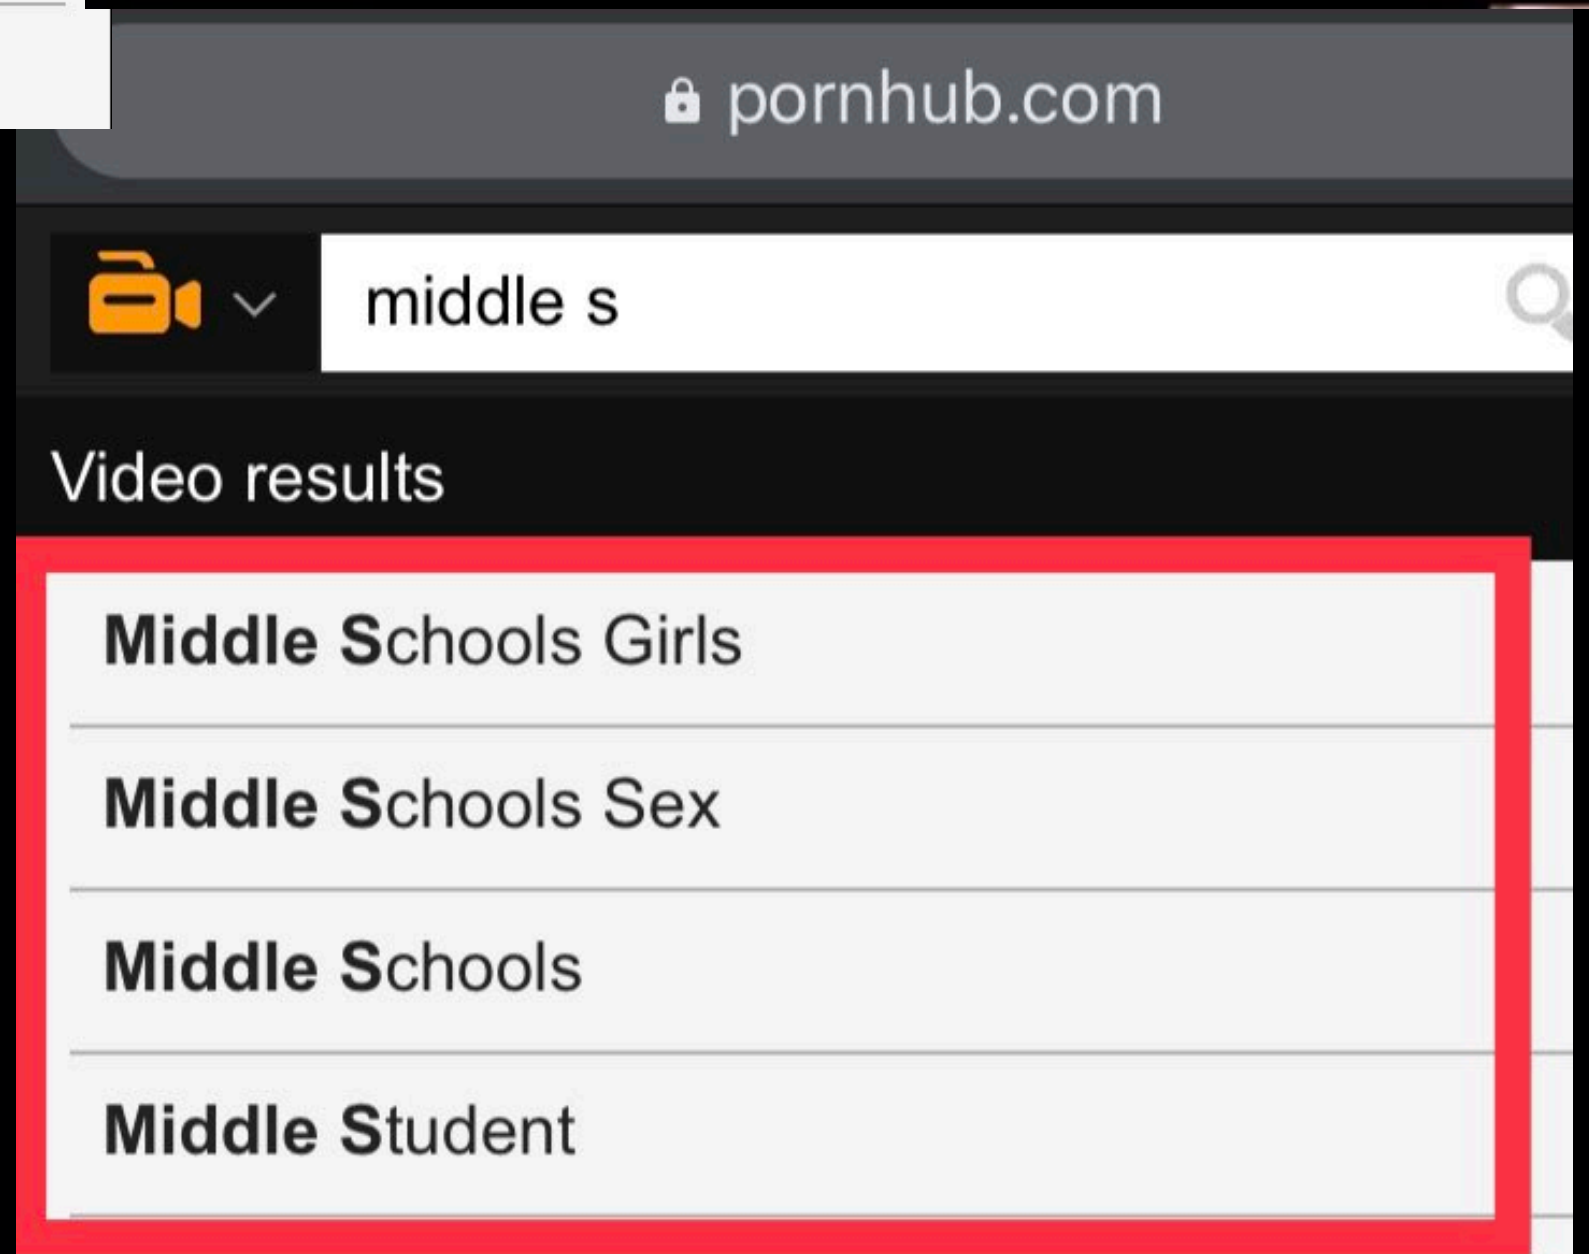 pornhub.com
middle s
Video results
Middle Schools Girls
Middle Schools Sex
Middle Schools
Middle Student